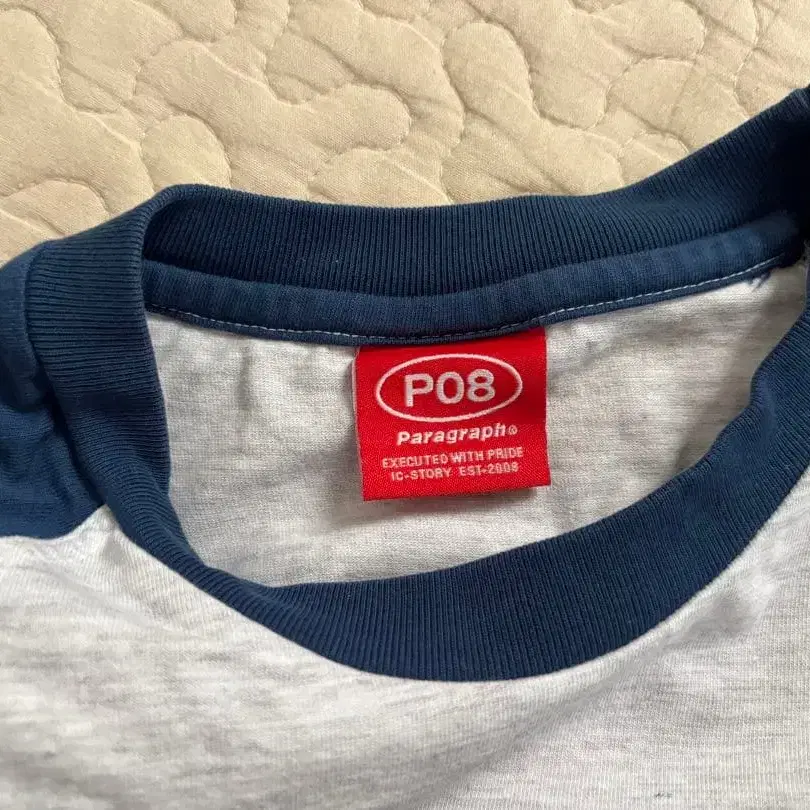 P08
Paragraph®
EXECUTED WITH PRIDE
IC-STORY EST-2008